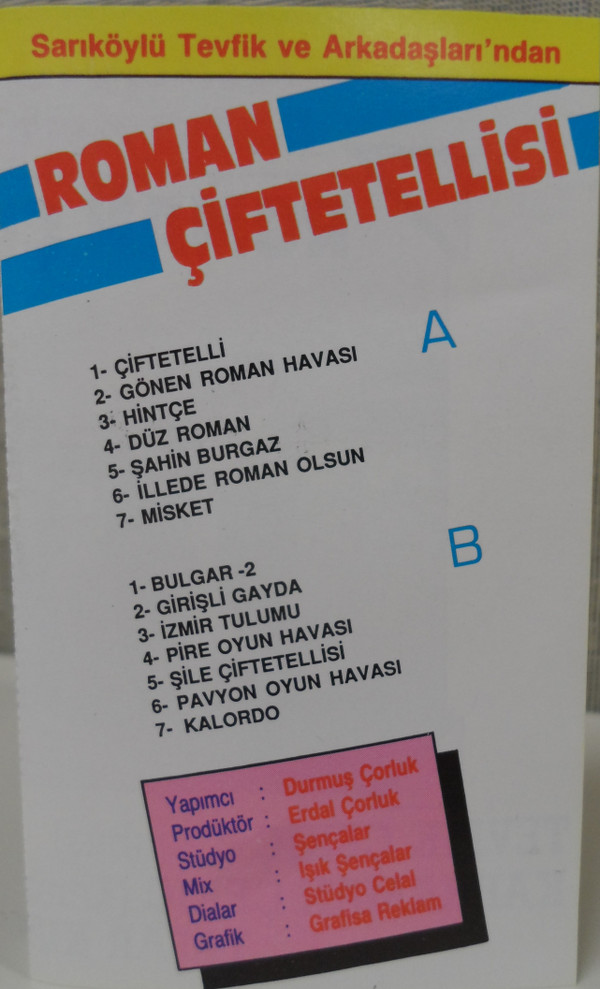 Sarıköylü Tevfik ve Arkadaşları'ndan
ROMAN
ÇİFTETELLİSİ
A
1- ÇİFTETELLİ
2- GÖNEN ROMAN HAVASI
3- HİNTÇE
4- DÜZ ROMAN
5- ŞAHİN BURGAZ
6- İLLEDE ROMAN OLSUN
7- MİSKET
B
1- BULGAR -2
2- GİRİŞLİ GAYDA
3- İZMİR TULUMU
4- PİRE OYUN HAVASI
5- ŞİLE ÇİFTETELLİSİ
6- PAVYON OYUN HAVASI
7- KALORDO
Yapımcı : Durmuş Çorluk
Prodüktör : Erdal Çorluk
Stüdyo : Şençalar
Mix : Işık Şençalar
Dialar : Stüdyo Celal
Grafik : Grafisa Reklam